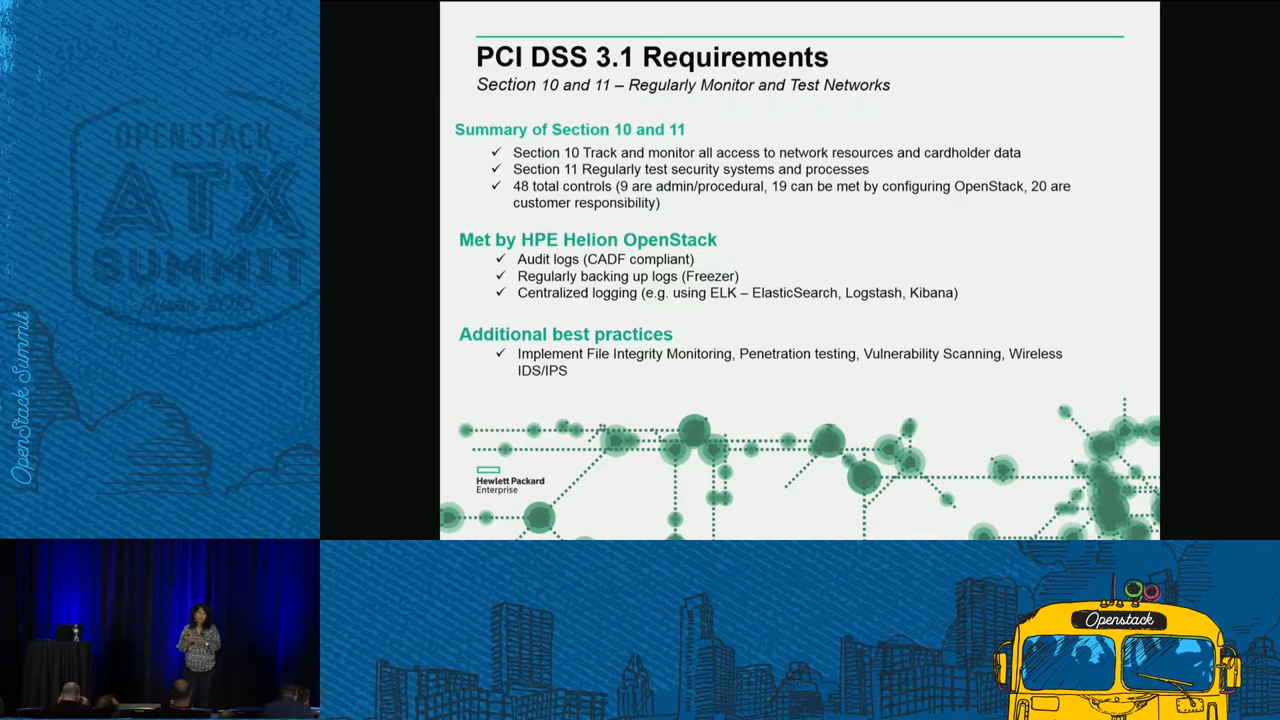 PCI DSS 3.1 Requirements
Section 10 and 11 – Regularly Monitor and Test Networks
Summary of Section 10 and 11
✓ Section 10 Track and monitor all access to network resources and cardholder data
✓ Section 11 Regularly test security systems and processes
✓ 48 total controls (9 are admin/procedural, 19 can be met by configuring OpenStack, 20 are
customer responsibility)
Met by HPE Helion OpenStack
✓ Audit logs (CADF compliant)
✓ Regularly backing up logs (Freezer)
✓ Centralized logging (e.g. using ELK – ElasticSearch, Logstash, Kibana)
Additional best practices
✓ Implement File Integrity Monitoring, Penetration testing, Vulnerability Scanning, Wireless
IDS/IPS
Hewlett Packard
Enterprise
OPENSTACK
ATX
SUMMIT
OpenStack Summit
Openstack